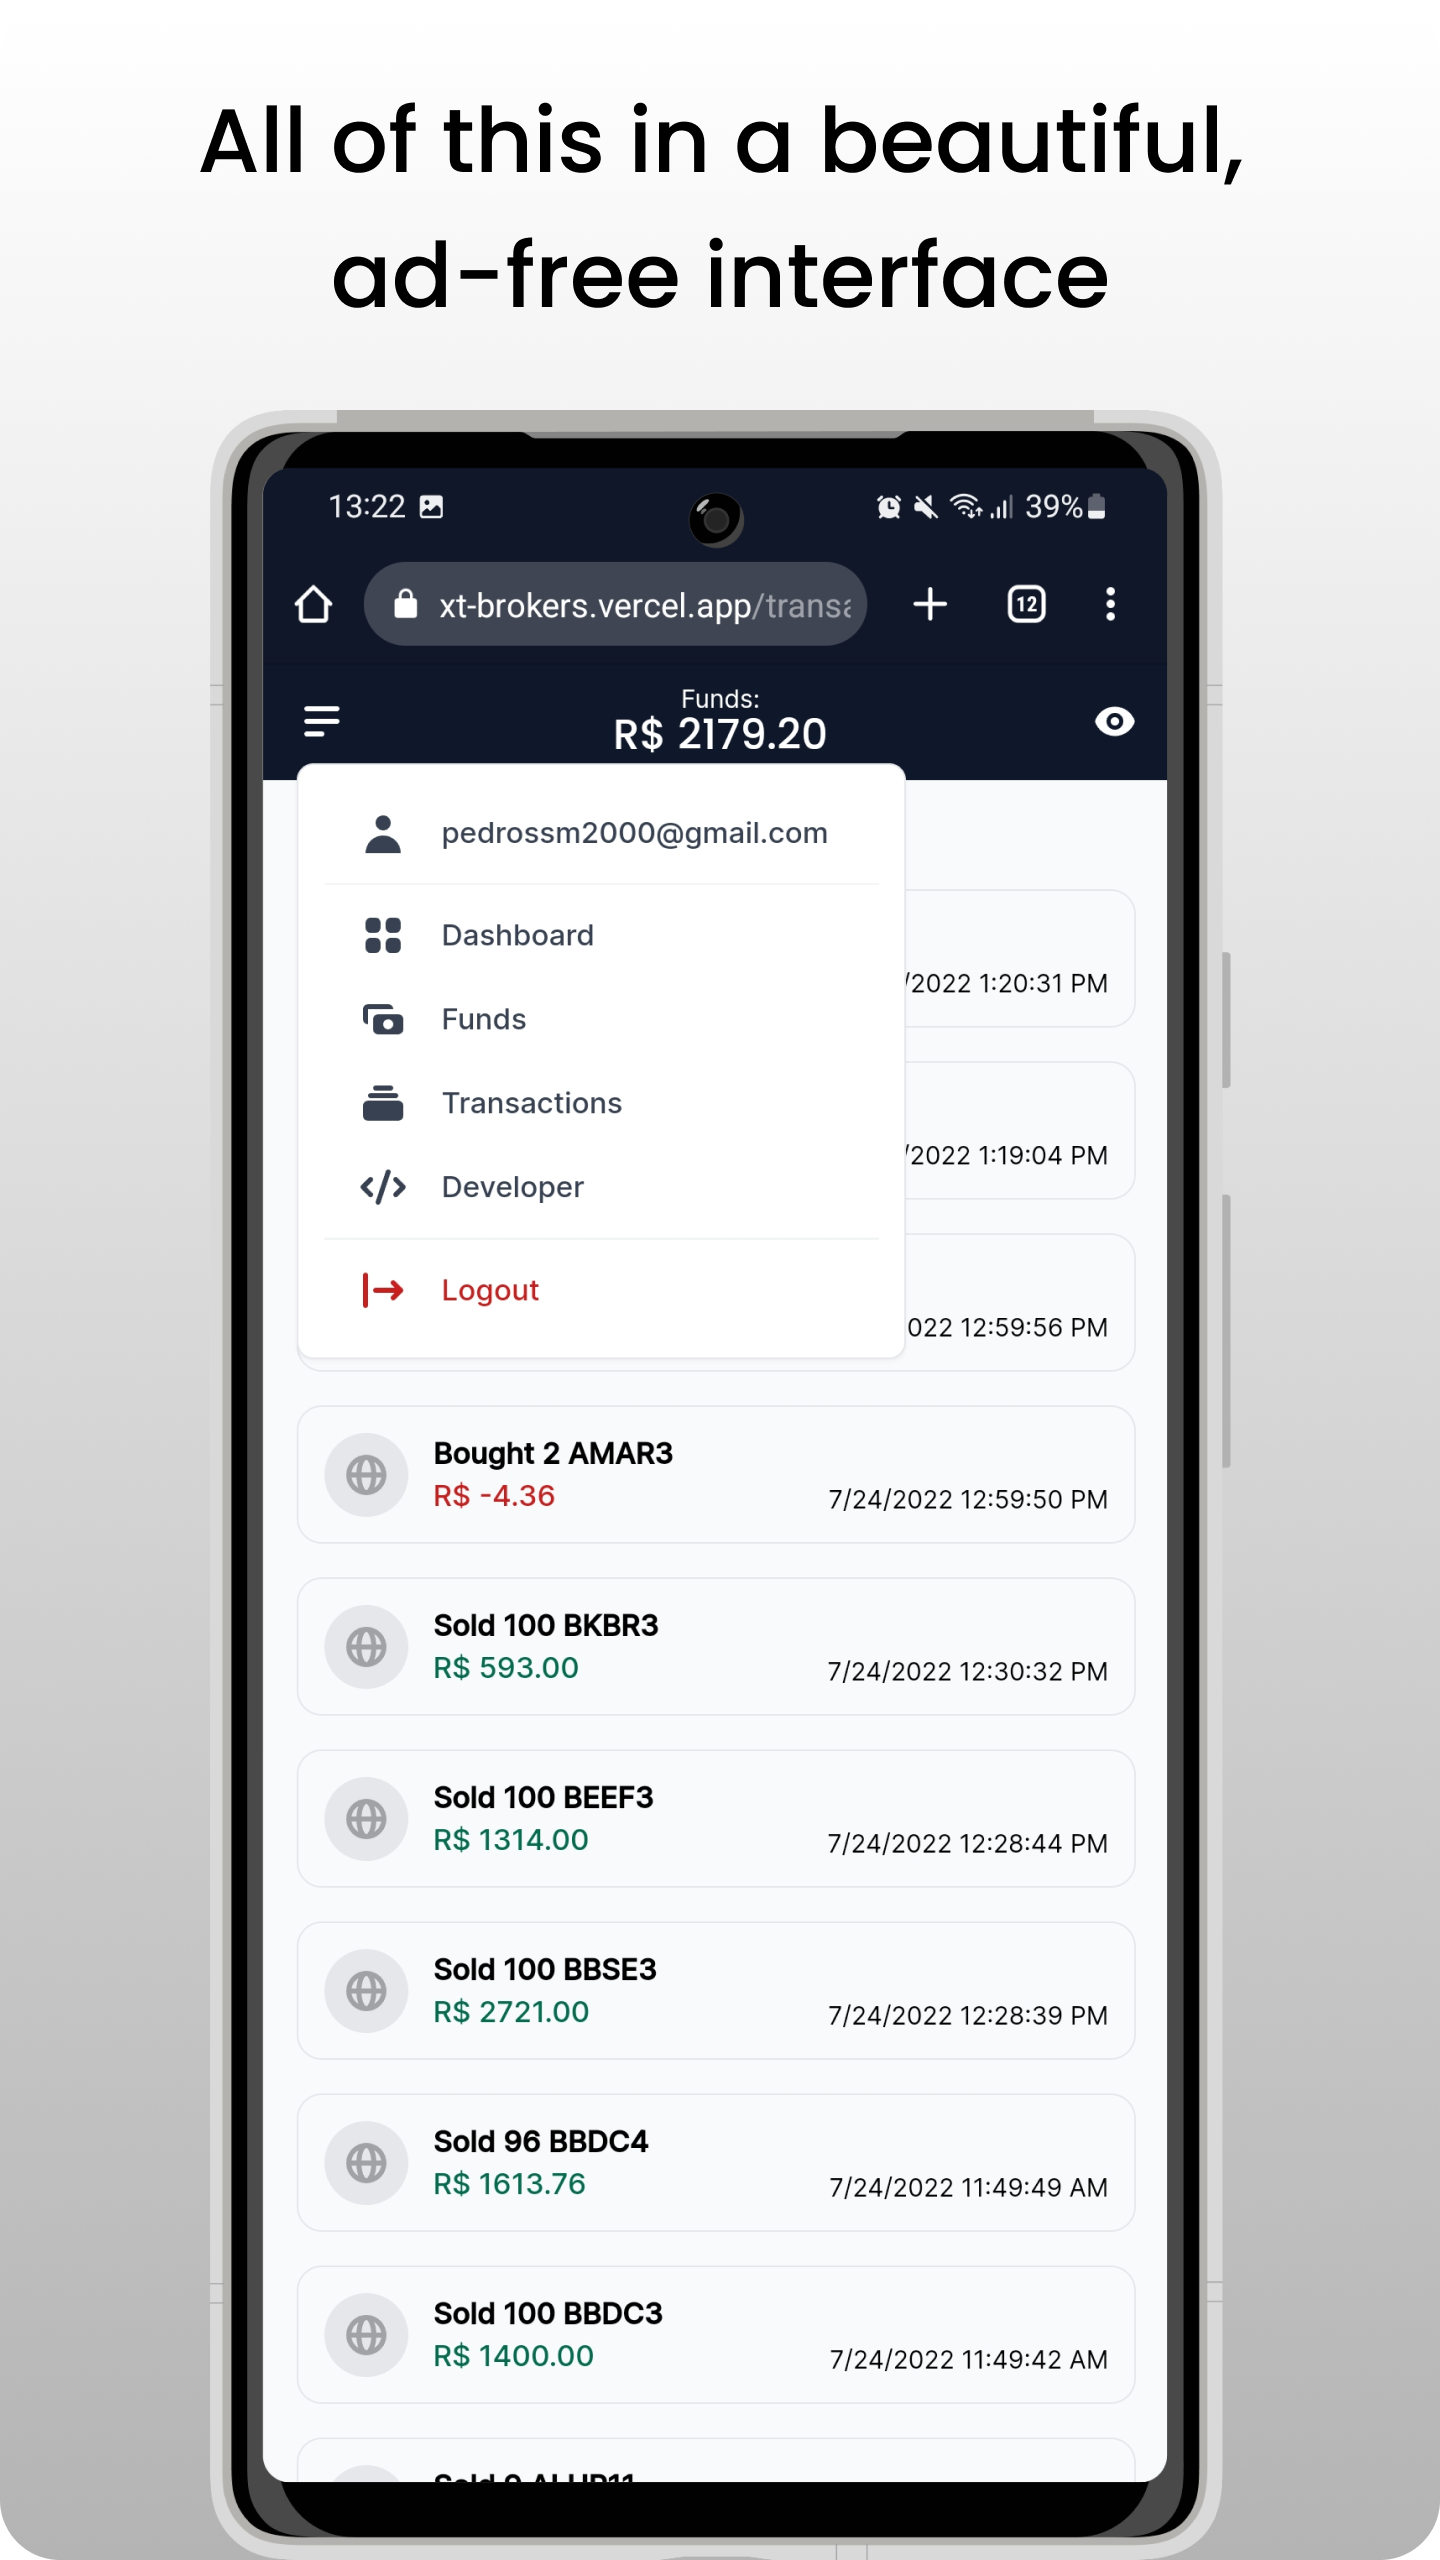 All of this in a beautiful,
ad-free interface
13:22
39%
xt-brokers.vercel.app/transa
12
Funds:
R$ 2179.20
pedrossm2000@gmail.com
Dashboard
/2022 1:20:31 PM
Funds
Transactions
/2022 1:19:04 PM
Developer
Logout
022 12:59:56 PM
Bought 2 AMAR3
R$ -4.36
7/24/2022 12:59:50 PM
Sold 100 BKBR3
R$ 593.00
7/24/2022 12:30:32 PM
Sold 100 BEEF3
R$ 1314.00
7/24/2022 12:28:44 PM
Sold 100 BBSE3
R$ 2721.00
7/24/2022 12:28:39 PM
Sold 96 BBDC4
R$ 1613.76
7/24/2022 11:49:49 AM
Sold 100 BBDC3
R$ 1400.00
7/24/2022 11:49:42 AM
Sold